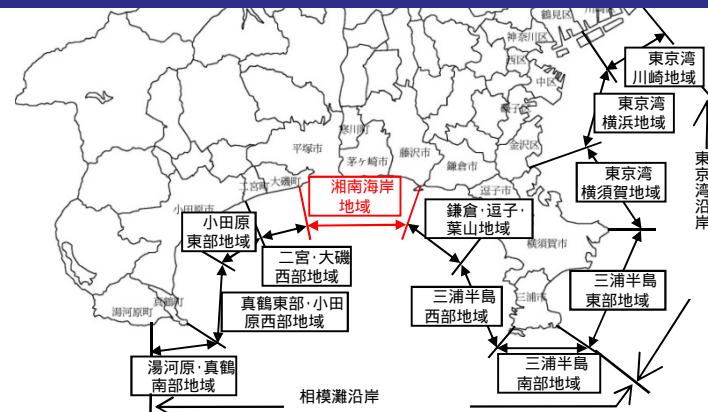 鶴見区
川崎区
神奈川区
西区
中区
東京湾
川崎地域
磯子区
東京湾
横浜地域
寒川町
平塚市
茅ヶ崎市
藤沢市
鎌倉市
金沢区
東京湾沿岸
東京湾
横須賀地域
二宮町
大磯町
湘南海岸
地域
逗子市
小田原市
小田原
東部地域
鎌倉・逗子・
葉山地域
横須賀市
二宮・大磯
西部地域
三浦半島
東部地域
真鶴町
湯河原町
真鶴東部・小田
原西部地域
三浦半島
西部地域
三浦市
湯河原・真鶴
南部地域
三浦半島
南部地域
相模灘沿岸